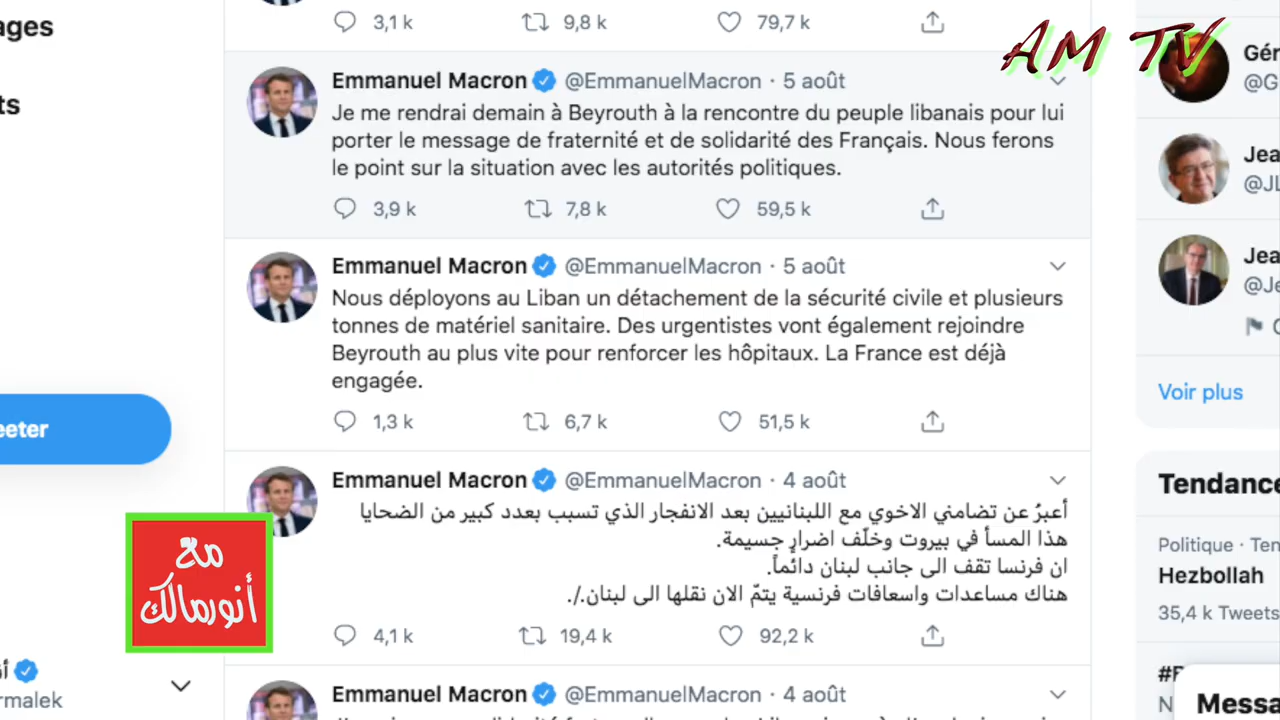 ages
ts
eeter
rmalek
3,1 k 9,8 k 79,7 k
Emmanuel Macron @EmmanuelMacron · 5 août
Je me rendrai demain à Beyrouth à la rencontre du peuple libanais pour lui
porter le message de fraternité et de solidarité des Français. Nous ferons
le point sur la situation avec les autorités politiques.
3,9 k 7,8 k 59,5 k
Emmanuel Macron @EmmanuelMacron · 5 août
Nous déployons au Liban un détachement de la sécurité civile et plusieurs
tonnes de matériel sanitaire. Des urgentistes vont également rejoindre
Beyrouth au plus vite pour renforcer les hôpitaux. La France est déjà
engagée.
1,3 k 6,7 k 51,5 k
Emmanuel Macron @EmmanuelMacron · 4 août
أعبرُ عن تضامني الاخوي مع اللبنانيين بعد الانفجار الذي تسبب بعدد كبير من الضحايا
هذا المسأ في بيروت وخلّف اضرارٍ جسيمة.
ان فرنسا تقف الى جانب لبنان دائماً.
هناك مساعدات واسعافات فرنسية يتمّ الان نقلها الى لبنان./.
4,1 k 19,4 k 92,2 k
Emmanuel Macron @EmmanuelMacron · 4 août
مع
أنورمالك
AM TV
Gér
@G
Jea
@JL
Jea
@Je
Voir plus
Tendance
Politique · Ten
Hezbollah
35,4 k Tweets
Messa